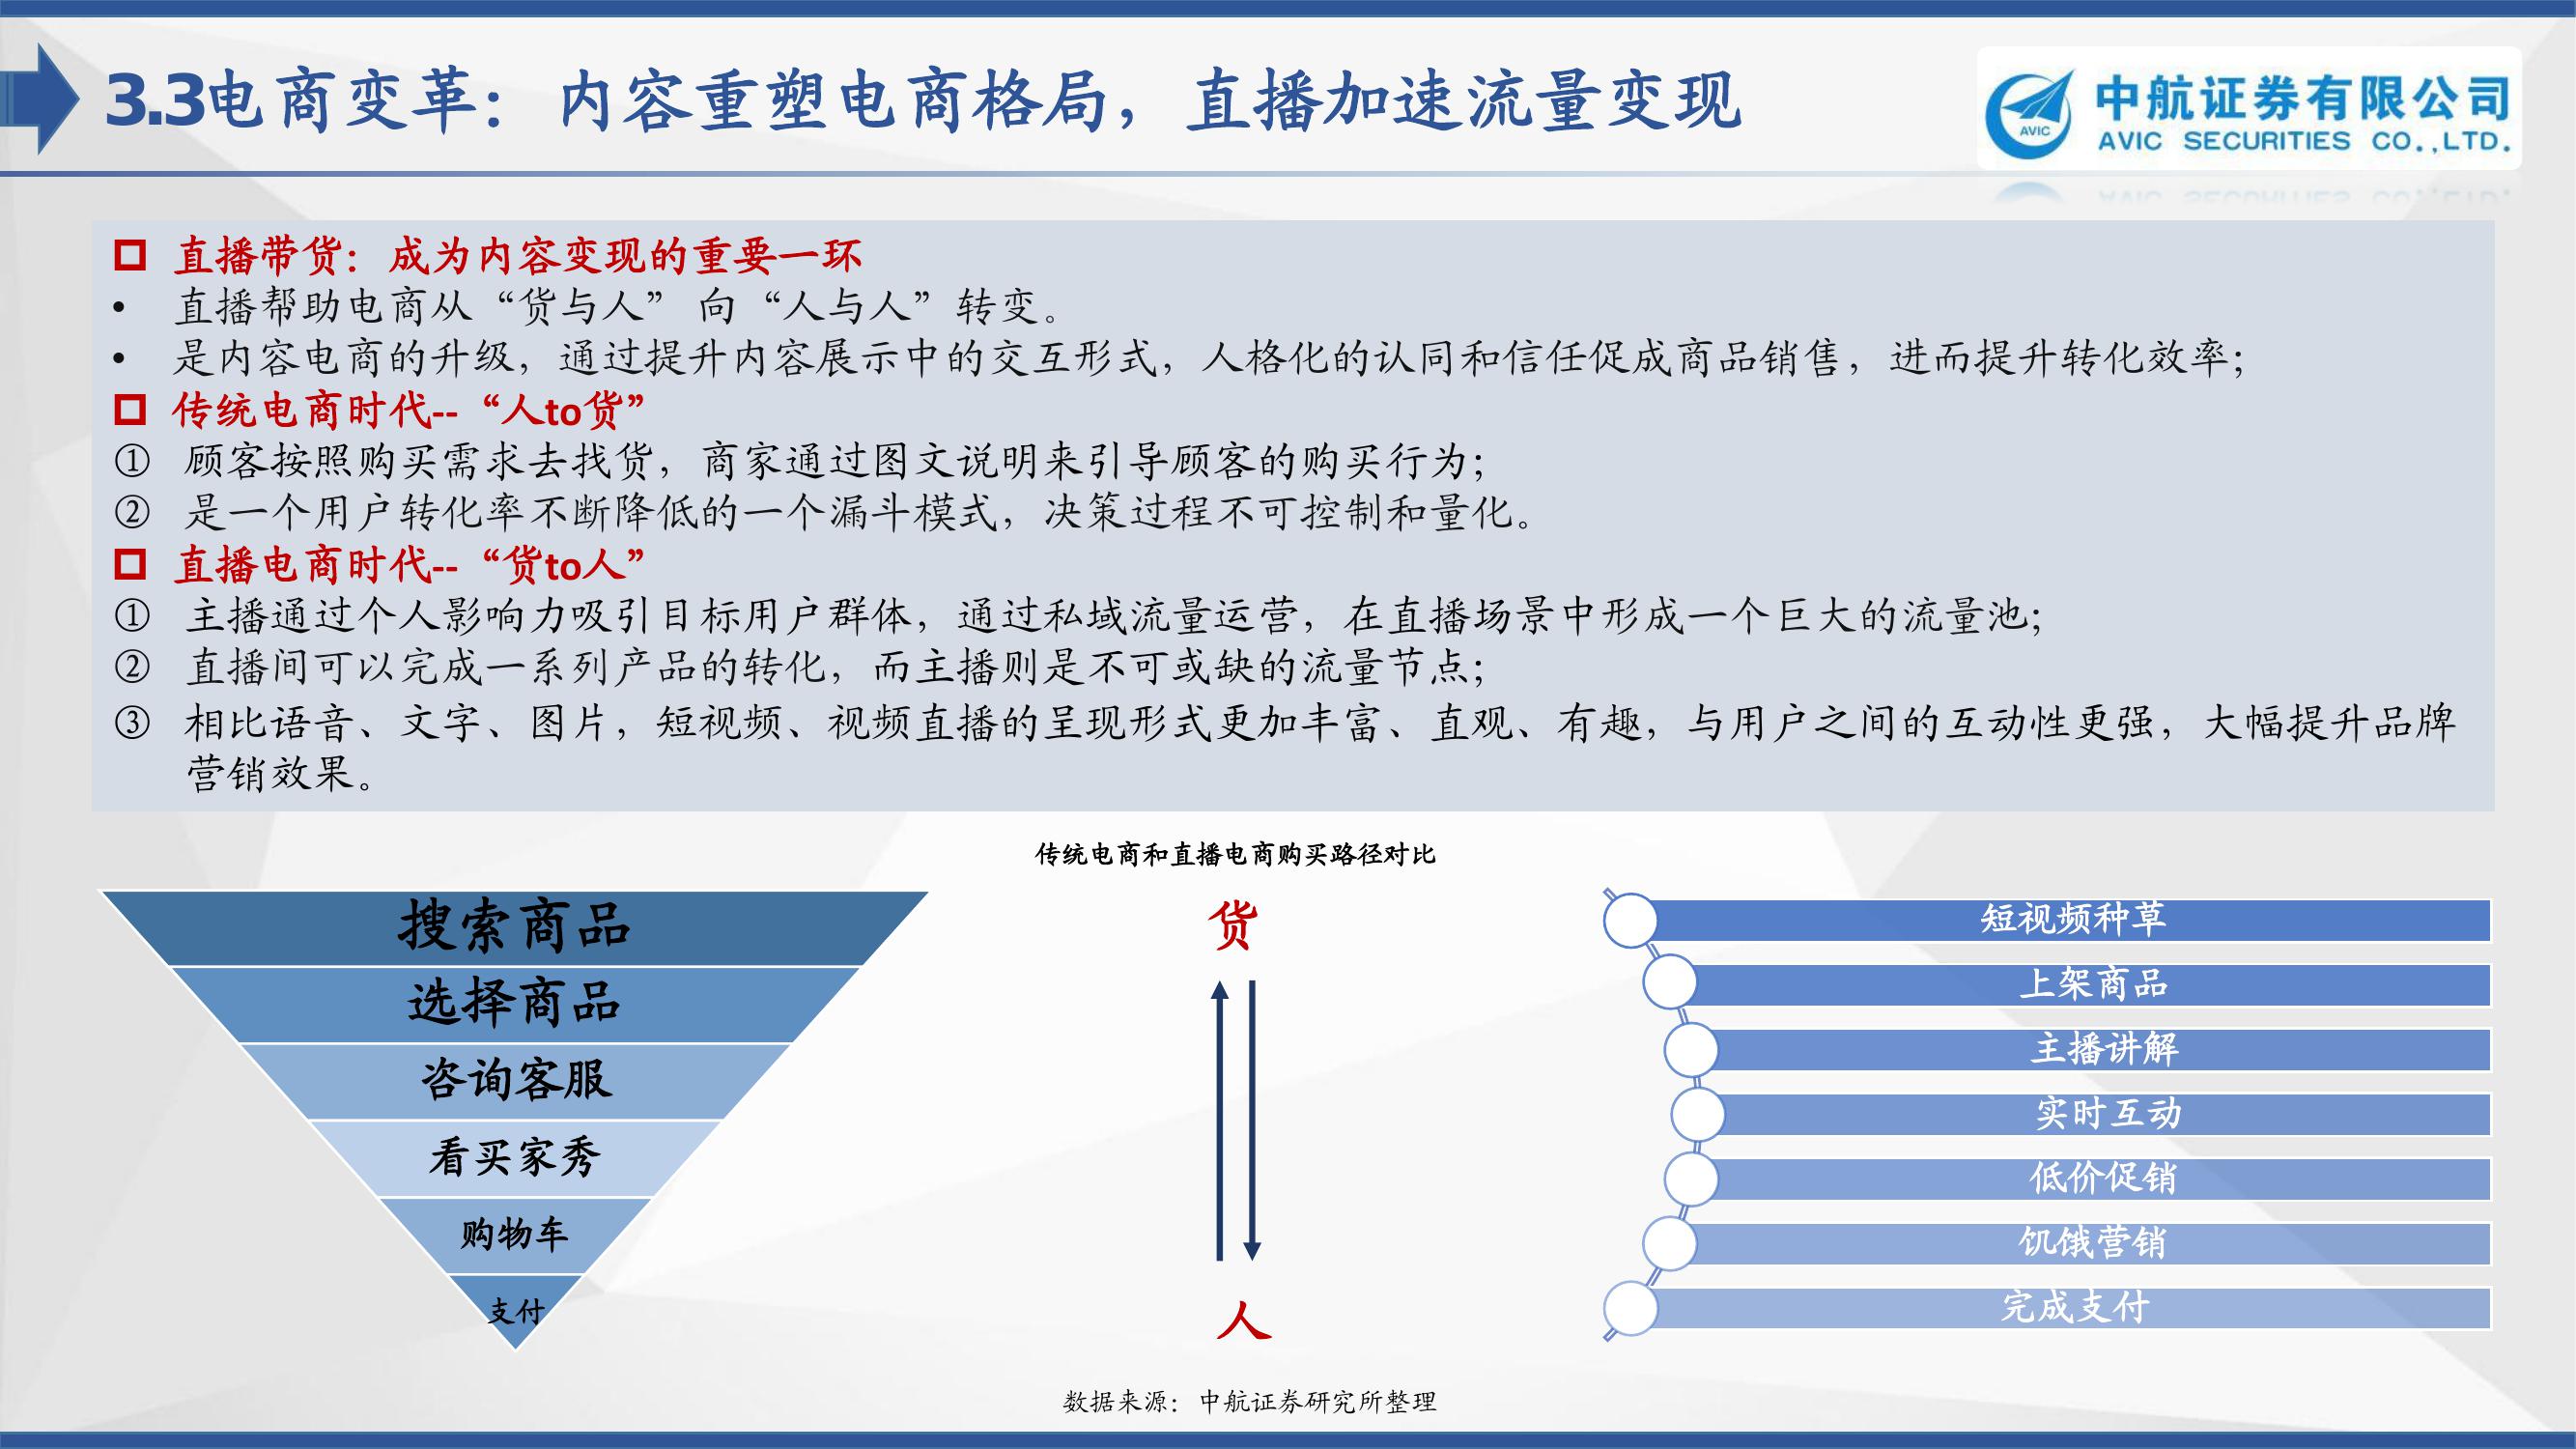 3.3电商变革：内容重塑电商格局，直播加速流量变现
中航证券有限公司
AVIC SECURITIES CO.,LTD.
AVIC
直播带货：成为内容变现的重要一环
• 直播帮助电商从“货与人” 向“人与人”转变。
• 是内容电商的升级，通过提升内容展示中的交互形式，人格化的认同和信任促成商品销售，进而提升转化效率；
传统电商时代--“人to货”
① 顾客按照购买需求去找货，商家通过图文说明来引导顾客的购买行为；
② 是一个用户转化率不断降低的一个漏斗模式，决策过程不可控制和量化。
直播电商时代--“货to人”
① 主播通过个人影响力吸引目标用户群体，通过私域流量运营，在直播场景中形成一个巨大的流量池；
② 直播间可以完成一系列产品的转化，而主播则是不可或缺的流量节点；
③ 相比语音、文字、图片，短视频、视频直播的呈现形式更加丰富、直观、有趣，与用户之间的互动性更强，大幅提升品牌
营销效果。
传统电商和直播电商购买路径对比
搜索商品
选择商品
咨询客服
看买家秀
购物车
支付
货
人
短视频种草
上架商品
主播讲解
实时互动
低价促销
饥饿营销
完成支付
数据来源：中航证券研究所整理